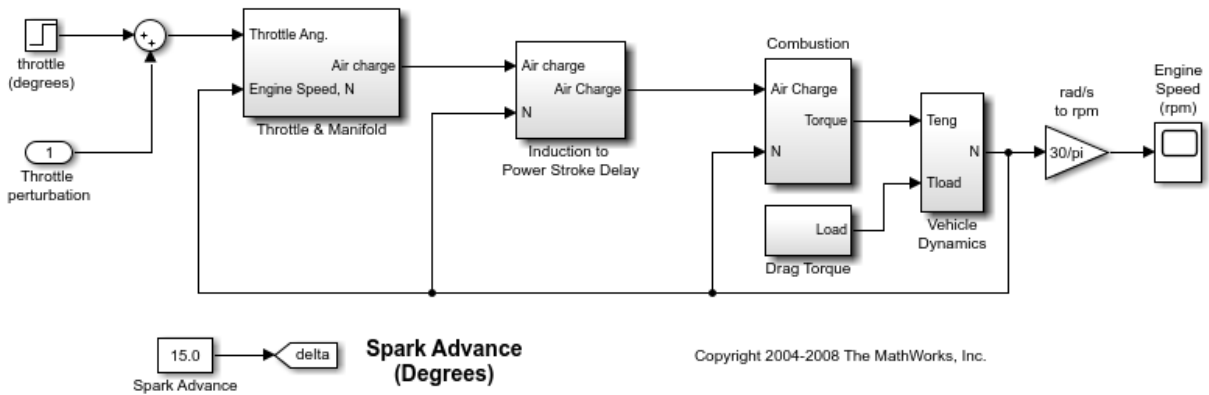 throttle
(degrees)
+
+
1
Throttle
perturbation
Throttle Ang.
Air charge
Engine Speed, N
Throttle & Manifold
Air charge
Air Charge
N
Induction to
Power Stroke Delay
Combustion
Air Charge
Torque
N
Load
Drag Torque
Teng
N
Tload
Vehicle
Dynamics
rad/s
to rpm
30/pi
Engine
Speed
(rpm)
15.0
Spark Advance
delta
Spark Advance
(Degrees)
Copyright 2004-2008 The MathWorks, Inc.